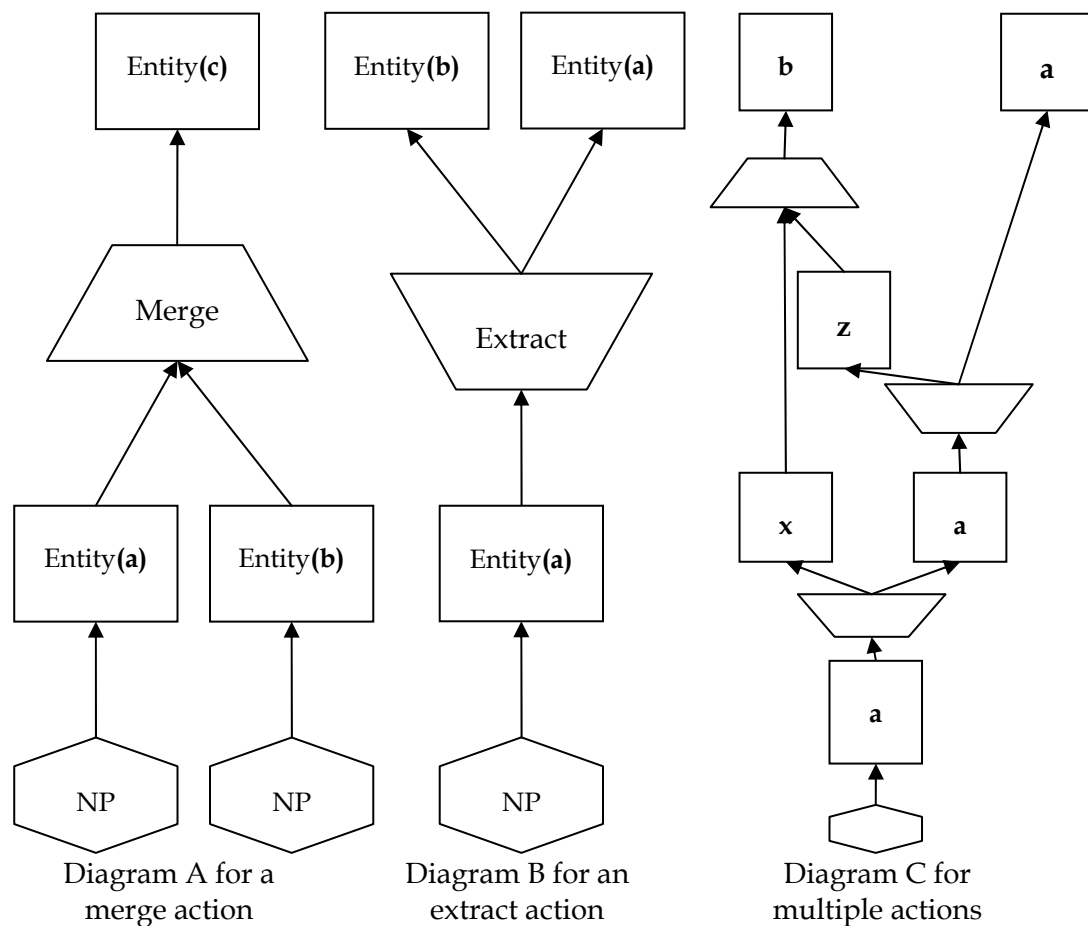 Entity(c)
Entity(b)
Entity(a)
b
a
Merge
Extract
z
Entity(a)
Entity(b)
Entity(a)
x
a
a
NP
NP
NP
Diagram A for a
merge action
Diagram B for an
extract action
Diagram C for
multiple actions